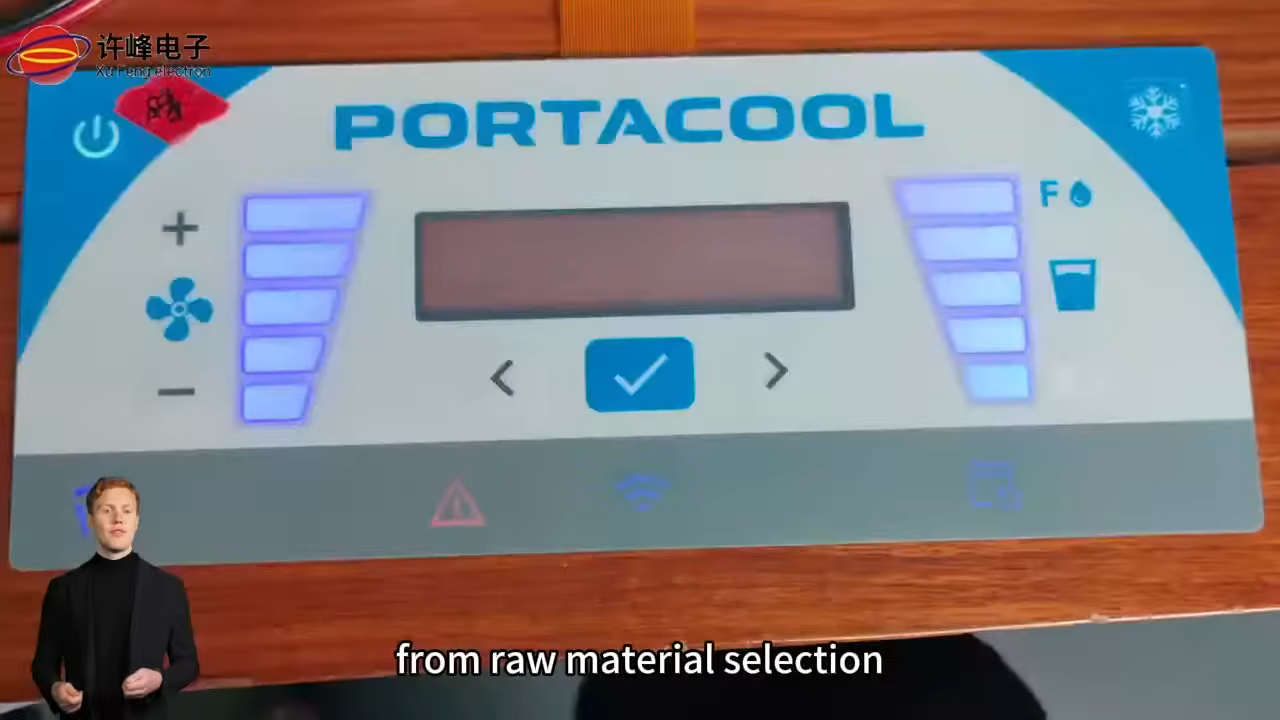 许峰电子
Xu Feng electron
PORTACOOL
F
from raw material selection